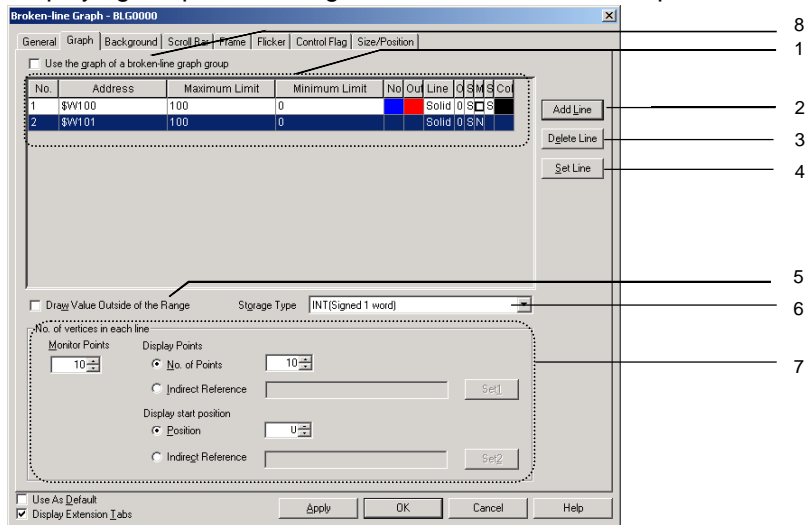 Broken-line Graph - BLG0000
General Graph Background Scroll Bar Frame Flicker Control Flag Size/Position
8
1
Use the graph of a broken-line graph group
No. Address Maximum Limit Minimum Limit No Out Line O S M S Col
1 $W100 100 0 Solid 0 S S
2 $W101 100 0 Solid 0 S N
Add Line 2
Delete Line 3
Set Line 4
5
Draw Value Outside of the Range Storage Type INT(Signed 1 word) 6
No. of vertices in each line
Monitor Points Display Points
10 No. of Points 10 7
Indirect Reference Set1
Display start position
Position 0
Indirect Reference Set2
Use As Default
Display Extension Tabs Apply OK Cancel Help